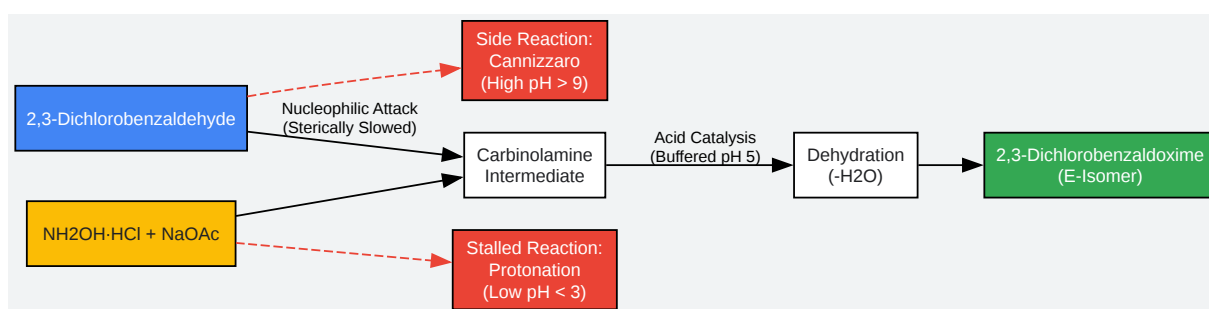 Side Reaction:
Cannizzaro
(High pH > 9)
2,3-Dichlorobenzaldehyde
Nucleophilic Attack
(Sterically Slowed)
Carbinolamine
Intermediate
Acid Catalysis
(Buffered pH 5)
Dehydration
(-H2O)
2,3-Dichlorobenzaldoxime
(E-Isomer)
NH2OH·HCl + NaOAc
Stalled Reaction:
Protonation
(Low pH < 3)